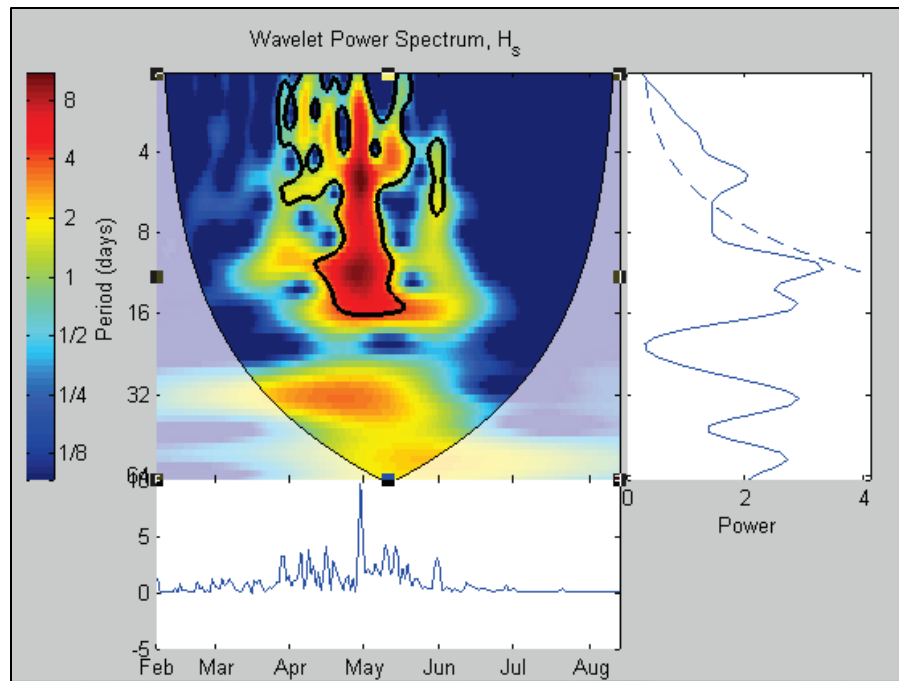 Wavelet Power Spectrum, Hs
8
4
2
1
1/2
1/4
1/8
Period (days)
4
8
16
32
64
0
2
4
Power
10
5
0
-5
Feb
Mar
Apr
May
Jun
Jul
Aug